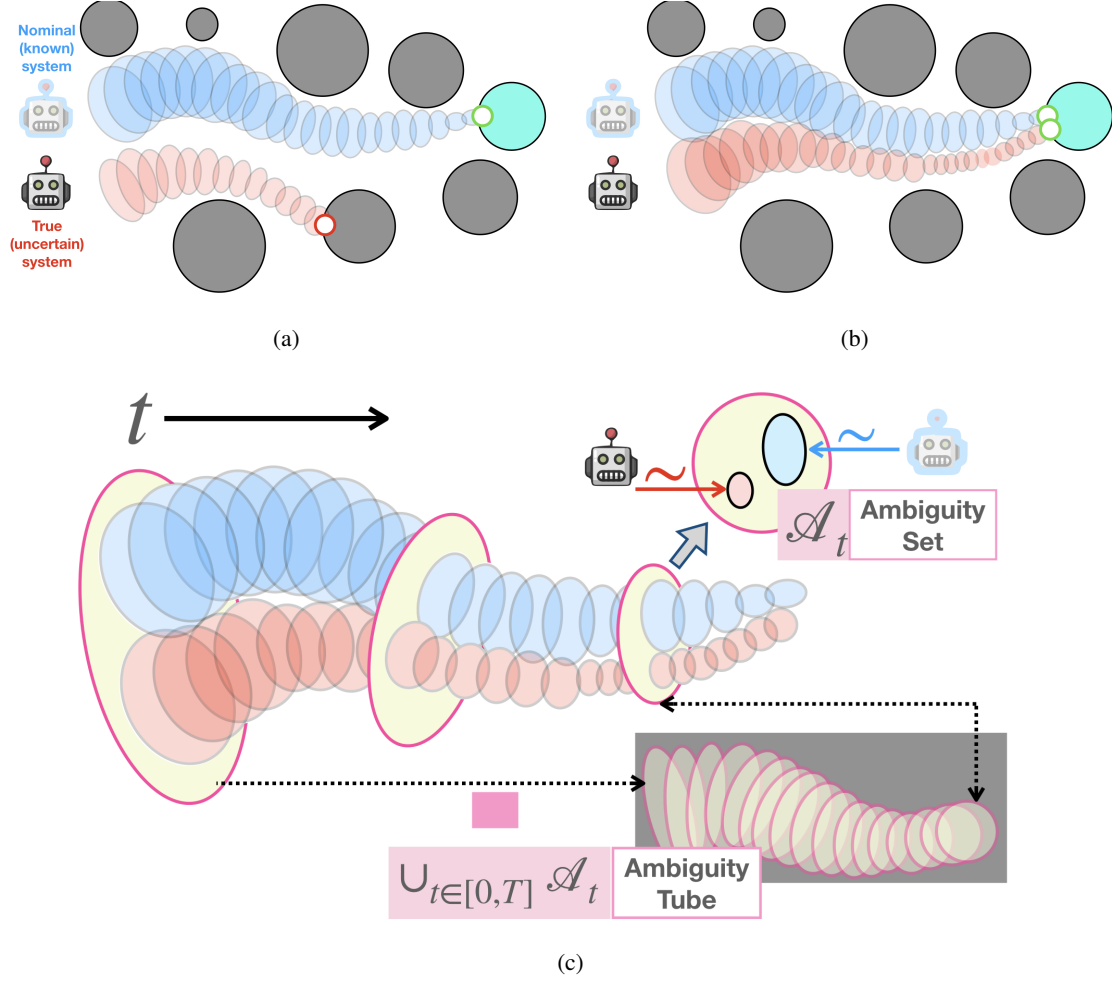 Nominal
(known)
system
True
(uncertain)
system
(a)
(b)
t
∼
∼
𝒜ₜ
Ambiguity
Set
∪ₜ∈[0,T] 𝒜ₜ
Ambiguity
Tube
(c)